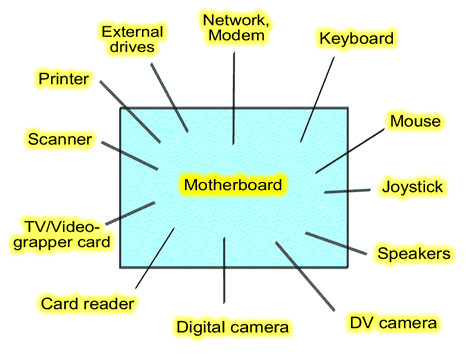 Network,
Modem
External
drives
Keyboard
Printer
Mouse
Scanner
Motherboard
Joystick
TV/Video-
grapper card
Speakers
Card reader
Digital camera
DV camera